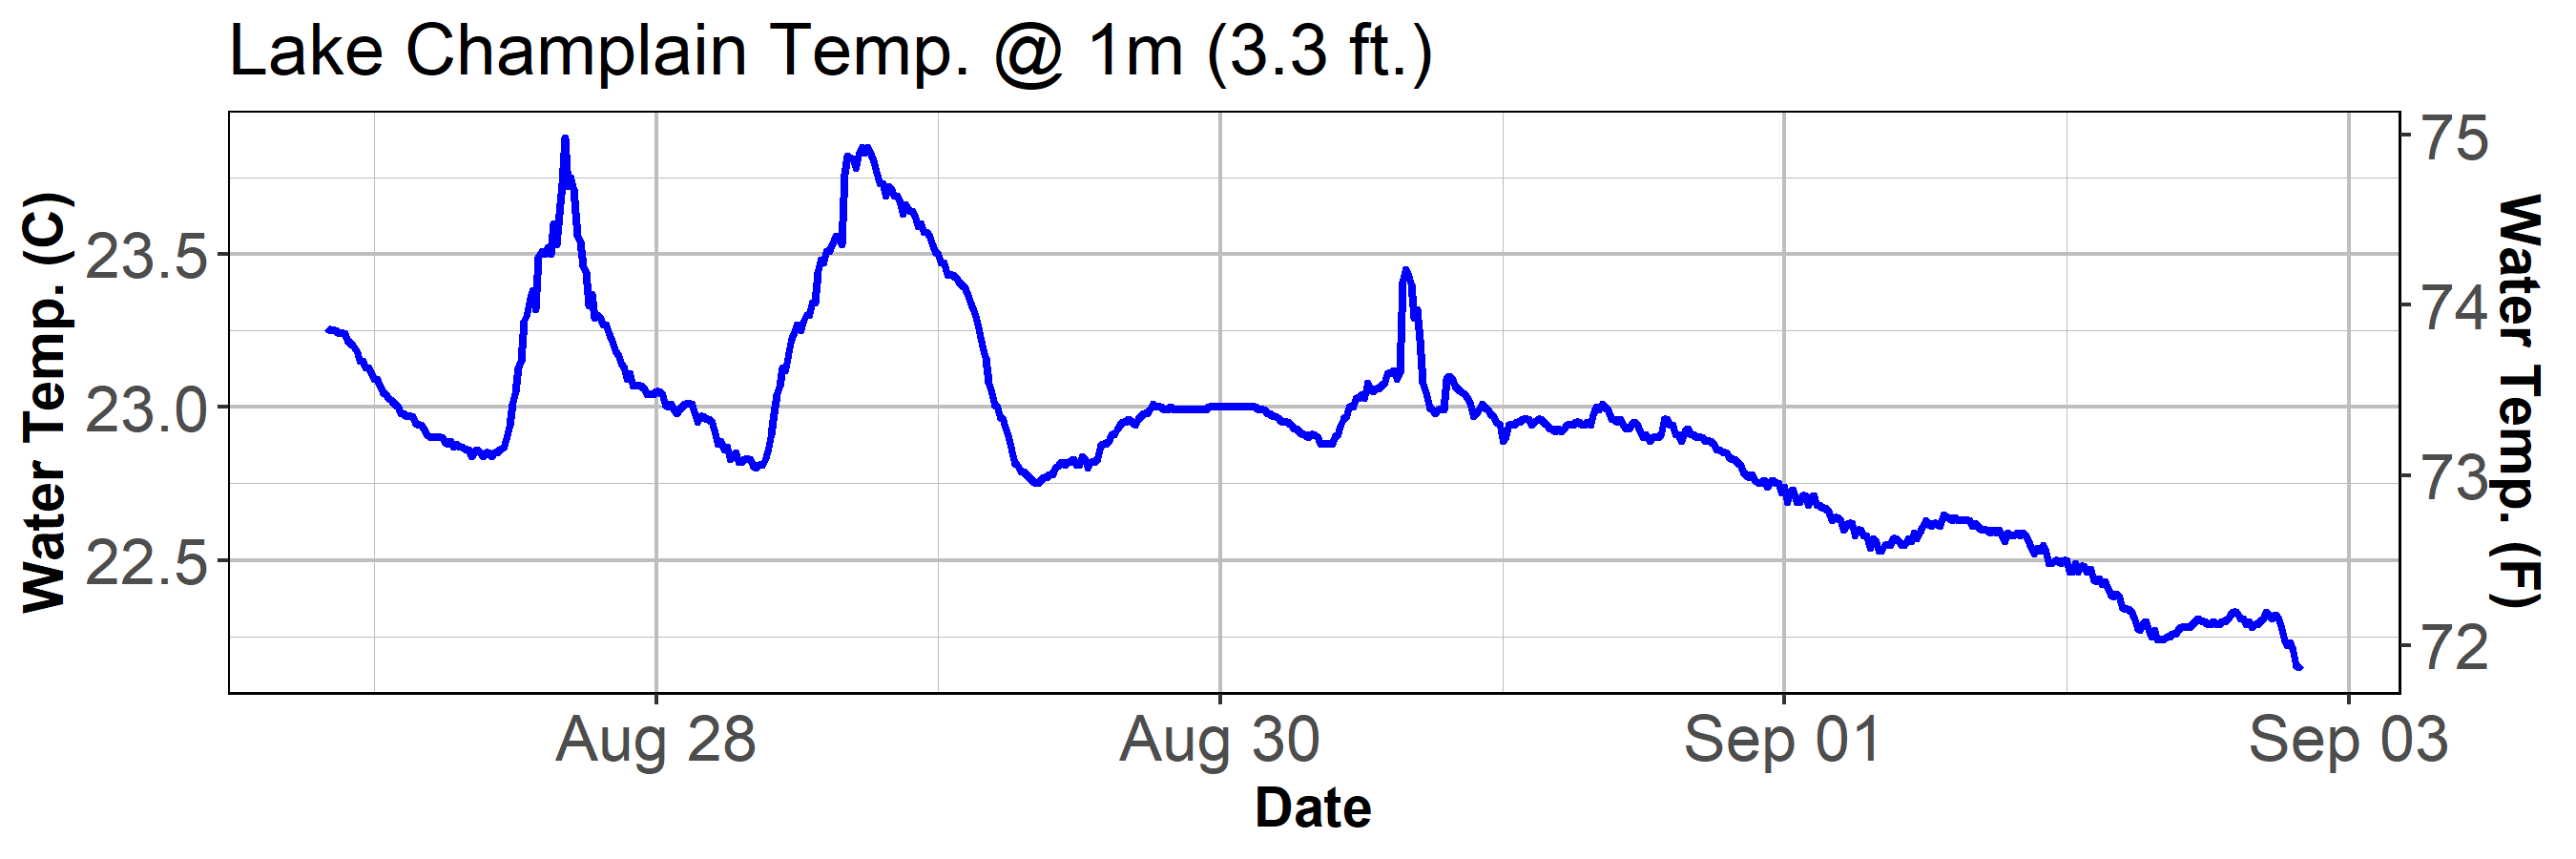 Lake Champlain Temp. @ 1m (3.3 ft.)
Water Temp. (C)
23.5
23.0
22.5
75
74
73
72
Water Temp. (F)
Aug 28
Aug 30
Sep 01
Sep 03
Date